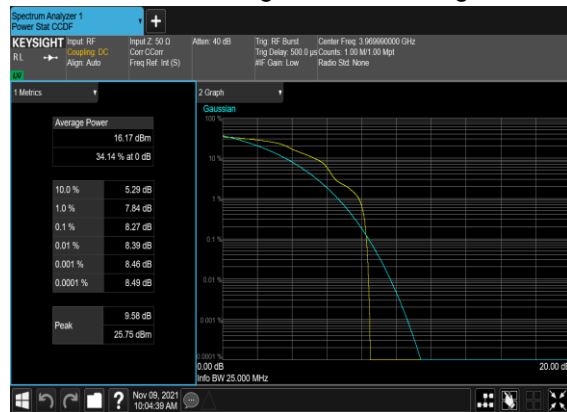 Spectrum Analyzer 1
Power Stat CCDF
KEYSIGHT
RL
Input: RF
Coupling: DC
Align: Auto
Input Z: 50 Ω
Corr CCorr
Freq Ref: Int (S)
Atten: 40 dB
Trig: RF Burst
Trig Delay: 500.0 µs
#IF Gain: Low
Center Freq: 3.969990000 GHz
Counts: 1.00 M/1.00 Mpt
Radio Std: None
1 Metrics
Average Power
16.17 dBm
34.14 % at 0 dB
10.0 % 5.29 dB
1.0 % 7.84 dB
0.1 % 8.27 dB
0.01 % 8.39 dB
0.001 % 8.46 dB
0.0001 % 8.49 dB
Peak
9.58 dB
25.75 dBm
2 Graph
Gaussian
100 %
10 %
1 %
0.1 %
0.01 %
0.001 %
0.0001 %
0.00 dB
20.00 dB
Info BW 25.000 MHz
?
Nov 09, 2021
10:04:39 AM